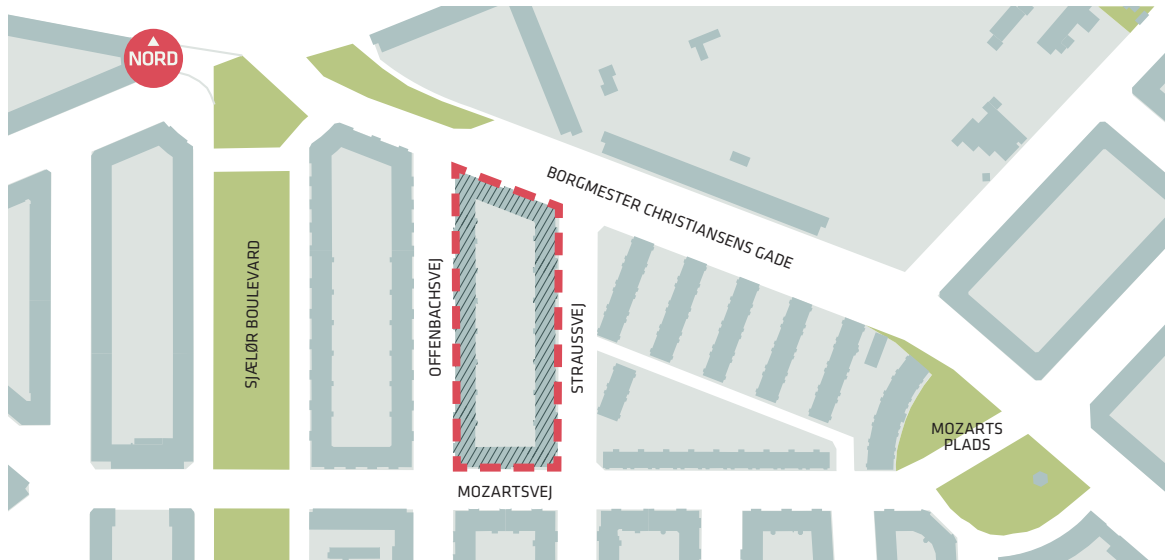 NORD
BORGMESTER CHRISTIANSENS GADE
SJÆLØR BOULEVARD
OFFENBACHSVEJ
STRAUSSVEJ
MOZARTS
PLADS
MOZARTSVEJ